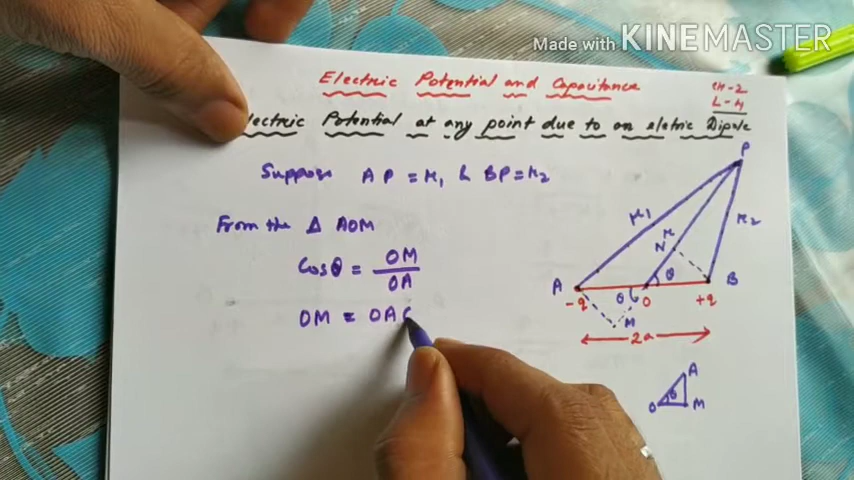 Made with KINEMASTER
Electric Potential and Capacitance
CH-2
L-4
lectric Potential at any point due to an eletric Dipole
Suppose AP = r₁ & BP = r₂
From the Δ AOM
Cosθ = OM / OA
OM = OA C
P
r₁
r₂
r
N
θ
A
B
-q
θ
O
+q
M
2a
A
θ
O
M